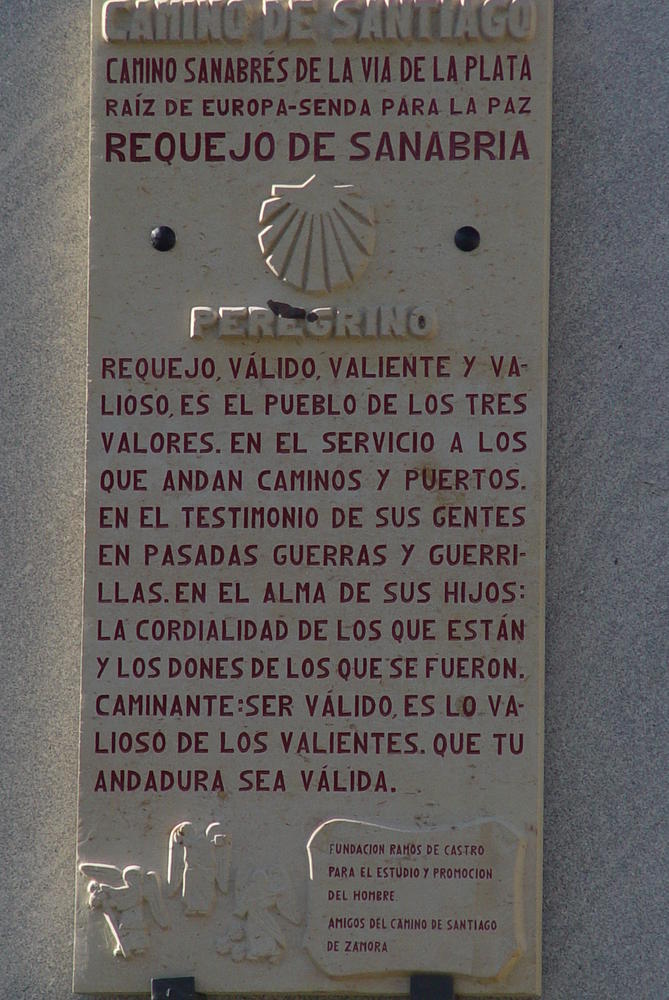 CAMINO DE SANTIAGO
CAMINO SANABRÉS DE LA VIA DE LA PLATA
RAÍZ DE EUROPA-SENDA PARA LA PAZ
REQUEJO DE SANABRIA
PEREGRINO
REQUEJO, VÁLIDO, VALIENTE Y VA-
LIOSO, ES EL PUEBLO DE LOS TRES
VALORES. EN EL SERVICIO A LOS
QUE ANDAN CAMINOS Y PUERTOS.
EN EL TESTIMONIO DE SUS GENTES
EN PASADAS GUERRAS Y GUERRI-
LLAS. EN EL ALMA DE SUS HIJOS:
LA CORDIALIDAD DE LOS QUE ESTÁN
Y LOS DONES DE LOS QUE SE FUERON.
CAMINANTE: SER VÁLIDO, ES LO VA-
LIOSO DE LOS VALIENTES. QUE TU
ANDADURA SEA VÁLIDA.
FUNDACION RAMOS DE CASTRO
PARA EL ESTUDIO Y PROMOCION
DEL HOMBRE.
AMIGOS DEL CAMINO DE SANTIAGO
DE ZAMORA